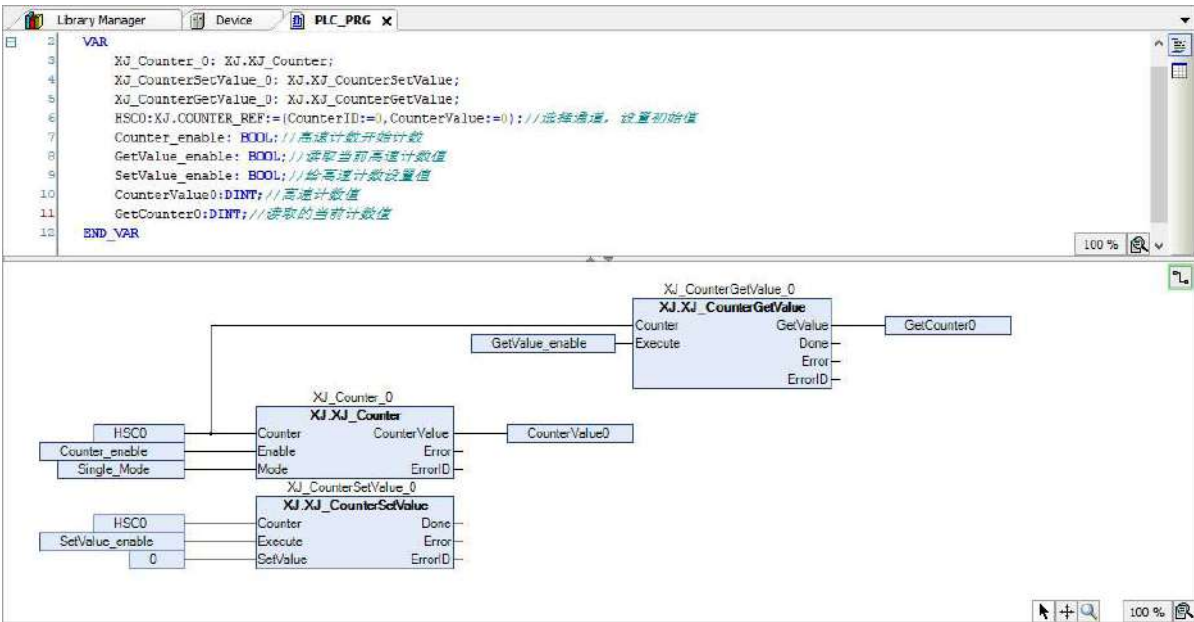 Library Manager Device PLC_PRG
2 VAR
3 XJ_Counter_0: XJ.XJ_Counter;
4 XJ_CounterSetValue_0: XJ.XJ_CounterSetValue;
5 XJ_CounterGetValue_0: XJ.XJ_CounterGetValue;
6 HSC0:XJ.COUNTER_REF:=(CounterID:=0,CounterValue:=0);//选择通道，设置初始值
7 Counter_enable: BOOL;//高速计数开始计数
8 GetValue_enable: BOOL;//读取当前高速计数值
9 SetValue_enable: BOOL;//给高速计数设置值
10 CounterValue0:DINT;//高速计数值
11 GetCounter0:DINT;//读取的当前计数值
12 END_VAR
100 %
XJ_CounterGetValue_0
XJ.XJ_CounterGetValue
Counter GetValue GetCounter0
GetValue_enable Execute Done
Error
ErrorID
XJ_Counter_0
XJ.XJ_Counter
HSC0 Counter CounterValue CounterValue0
Counter_enable Enable Error
Single_Mode Mode ErrorID
XJ_CounterSetValue_0
XJ.XJ_CounterSetValue
HSC0 Counter Done
SetValue_enable Execute Error
0 SetValue ErrorID
100 %